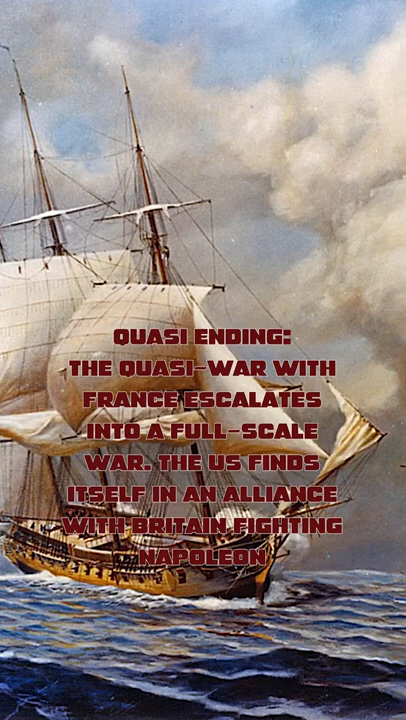 QUASI ENDING:
THE QUASI-WAR WITH
FRANCE ESCALATES
INTO A FULL-SCALE
WAR. THE US FINDS
ITSELF IN AN ALLIANCE
WITH BRITAIN FIGHTING
NAPOLEON